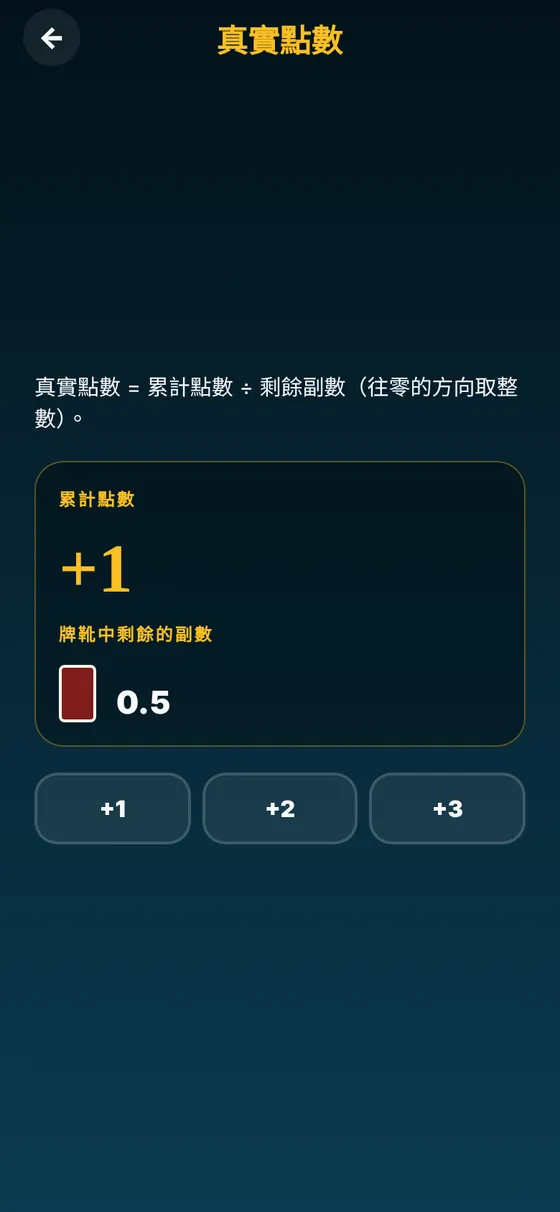 真實點數
真實點數 = 累計點數 ÷ 剩餘副數（往零的方向取整
數）。
累計點數
+1
牌靴中剩餘的副數
0.5
+1
+2
+3